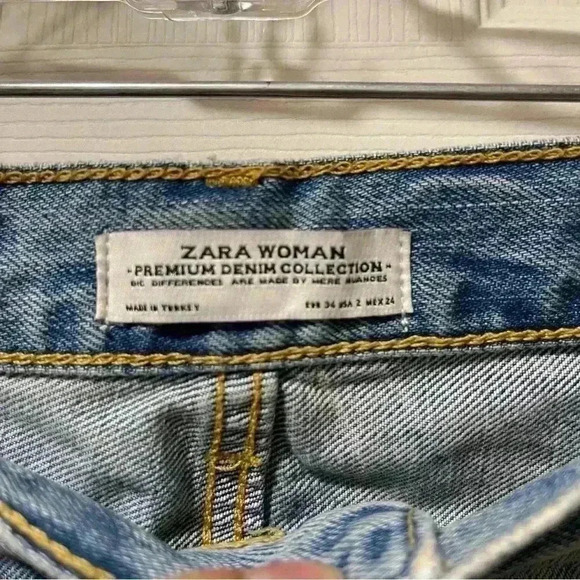 ZARA WOMAN
-PREMIUM DENIM COLLECTION-
BIG DIFFERENCES ARE MADE BY MERE NUANCES
MADE IN TURKEY EUR 34 USA 2 MEX 24